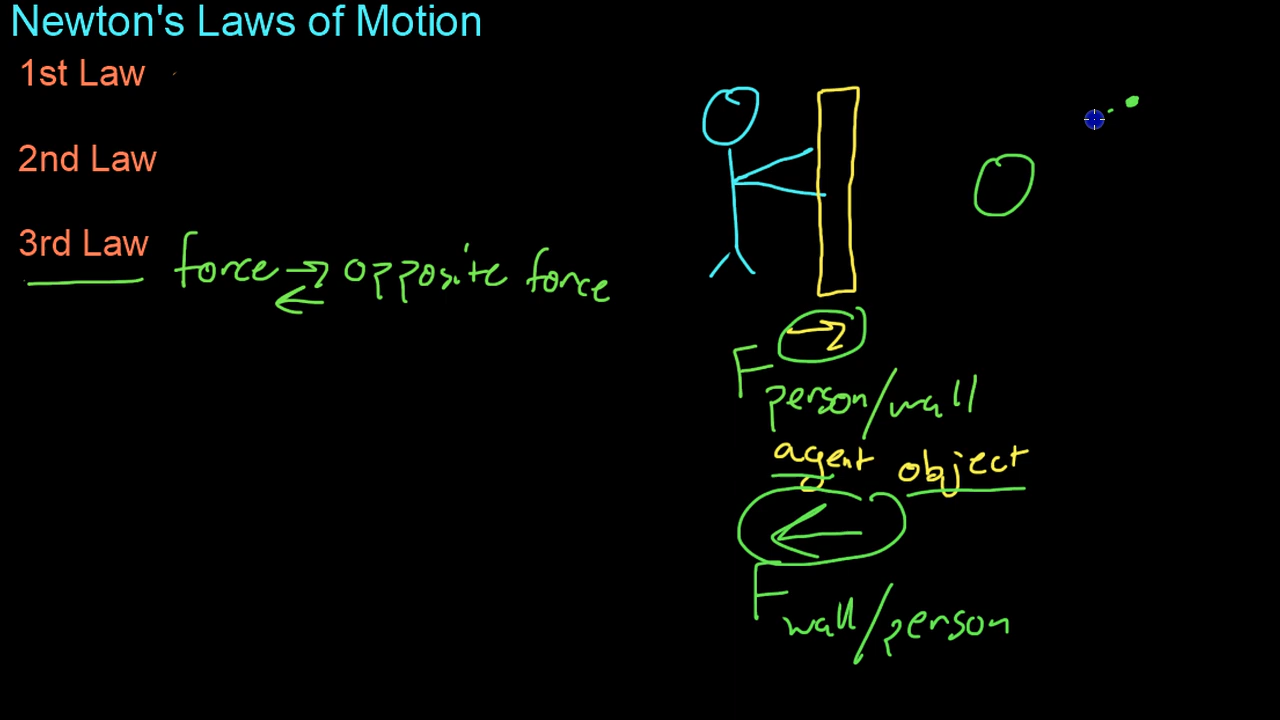 Newton's Laws of Motion
1st Law
2nd Law
3rd Law force → opposite force
←
→
F person/wall
agent object
←
F wall/person